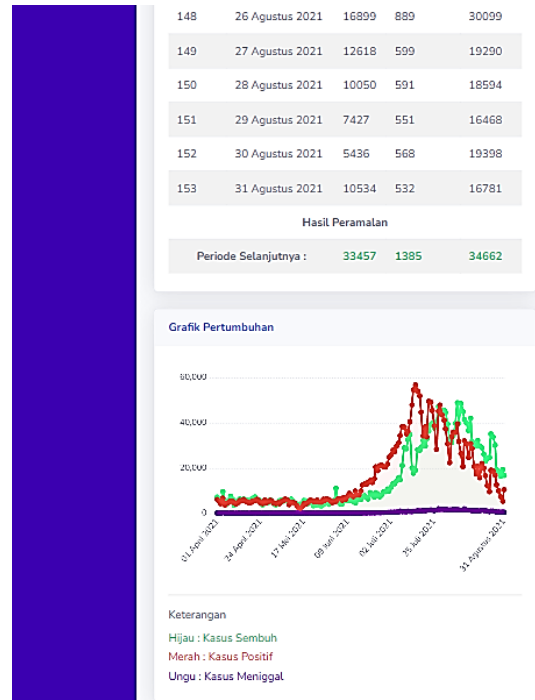 148 26 Agustus 2021 16899 889 30099
149 27 Agustus 2021 12618 599 19290
150 28 Agustus 2021 10050 591 18594
151 29 Agustus 2021 7427 551 16468
152 30 Agustus 2021 5436 568 19398
153 31 Agustus 2021 10534 532 16781
Hasil Peramalan
Periode Selanjutnya : 33457 1385 34662
Grafik Pertumbuhan
60,000
40,000
20,000
0
01 April 2021 24 April 2021 17 Mei 2021 09 Juni 2021 02 Juli 2021 25 Juli 2021 31 Agustus 2021
Keterangan
Hijau : Kasus Sembuh
Merah : Kasus Positif
Ungu : Kasus Meniggal